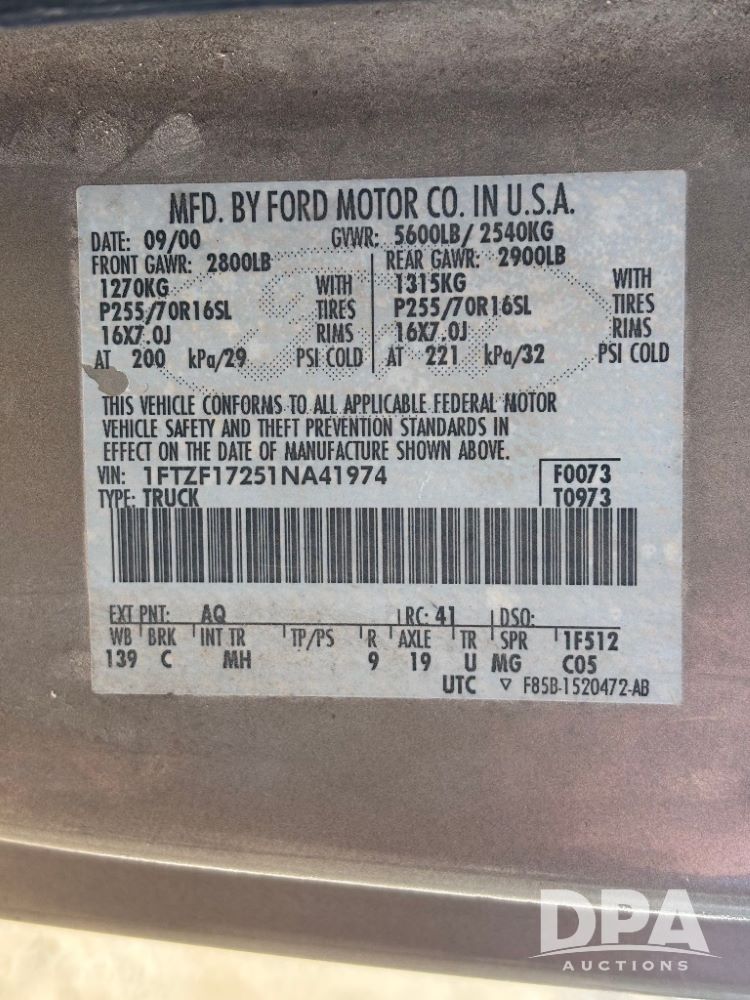 MFD. BY FORD MOTOR CO. IN U.S.A.
DATE: 09/00 GVWR: 5600LB/ 2540KG
FRONT GAWR: 2800LB REAR GAWR: 2900LB
1270KG WITH 1315KG WITH
P255/70R16SL TIRES P255/70R16SL TIRES
16X7.0J RIMS 16X7.0J RIMS
AT 200 kPa/29 PSI COLD AT 221 kPa/32 PSI COLD
THIS VEHICLE CONFORMS TO ALL APPLICABLE FEDERAL MOTOR
VEHICLE SAFETY AND THEFT PREVENTION STANDARDS IN
EFFECT ON THE DATE OF MANUFACTURE SHOWN ABOVE.
VIN: 1FTZF17251NA41974 F0073
TYPE: TRUCK T0973
EXT PNT: AQ RC: 41 DSO:
WB BRK INT TR TP/PS R AXLE TR SPR 1F512
139 C MH 9 19 U MG C05
UTC ▽ F85B-1520472-AB
DPA
AUCTIONS